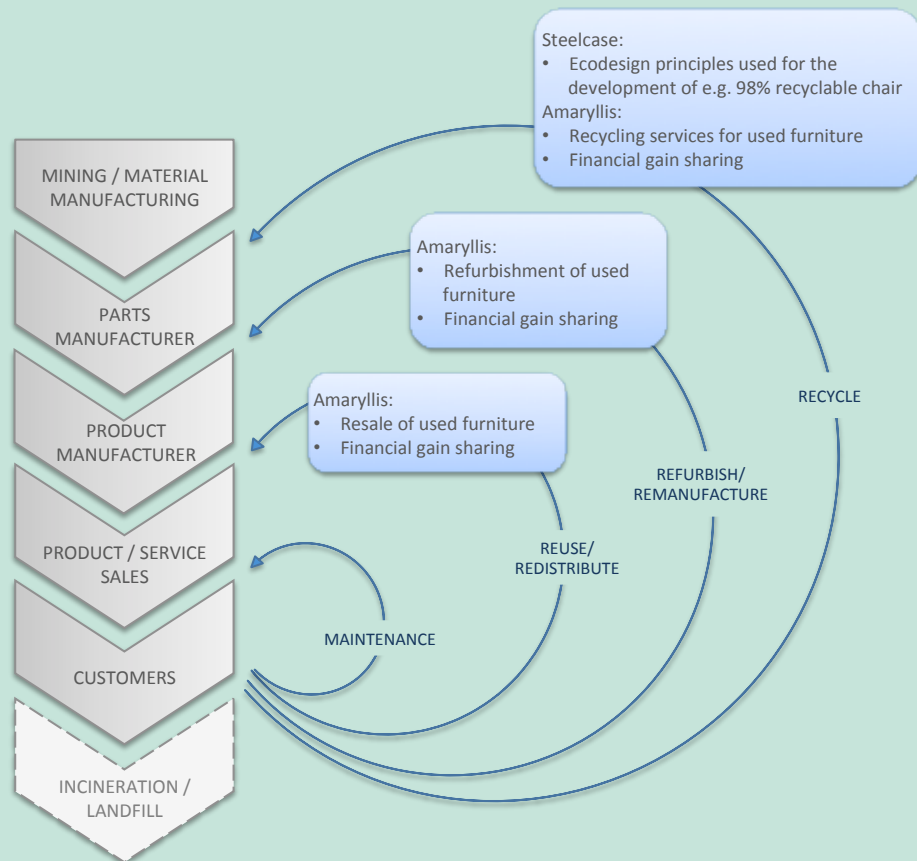 Steelcase:
• Ecodesign principles used for the
development of e.g. 98% recyclable chair
Amaryllis:
• Recycling services for used furniture
• Financial gain sharing
MINING / MATERIAL
MANUFACTURING
Amaryllis:
• Refurbishment of used
furniture
• Financial gain sharing
PARTS
MANUFACTURER
RECYCLE
Amaryllis:
• Resale of used furniture
• Financial gain sharing
PRODUCT
MANUFACTURER
REFURBISH/
REMANUFACTURE
PRODUCT / SERVICE
SALES
REUSE/
REDISTRIBUTE
MAINTENANCE
CUSTOMERS
INCINERATION /
LANDFILL